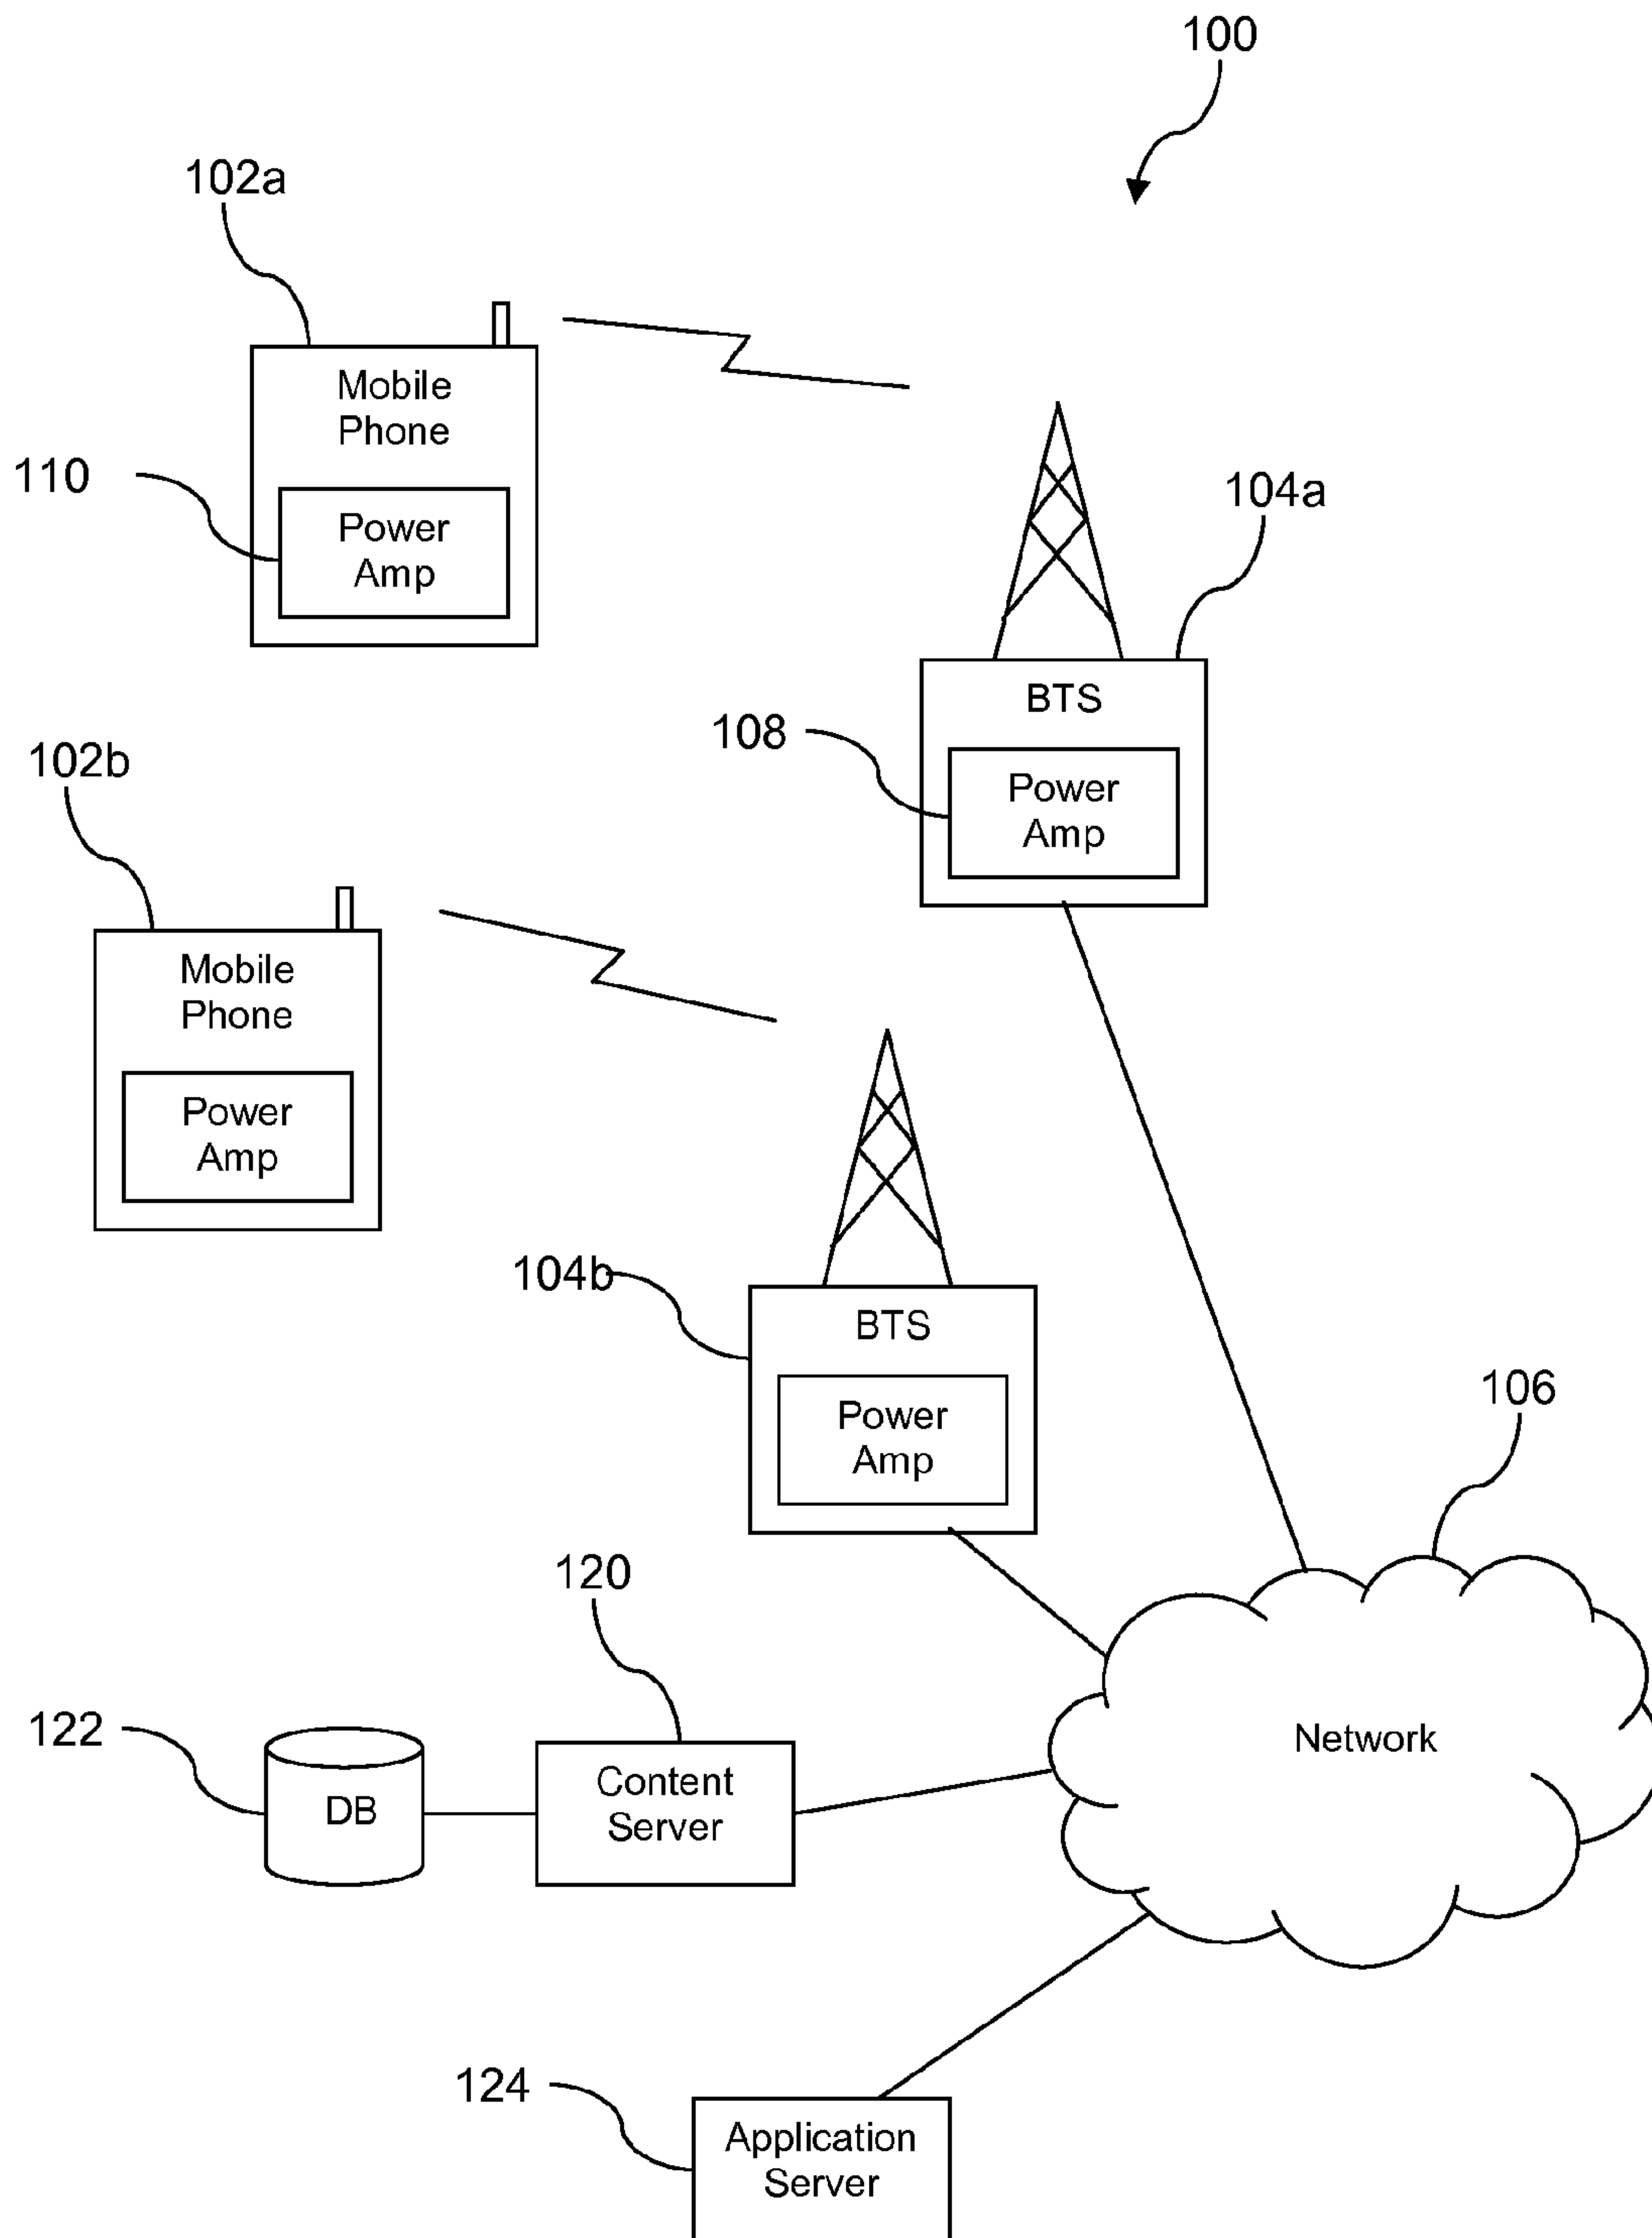 100
102a
Mobile
Phone
110
Power
Amp
104a
BTS
108
Power
Amp
102b
Mobile
Phone
Power
Amp
104b
BTS
Power
Amp
106
120
122
DB
Content
Server
Network
124
Application
Server